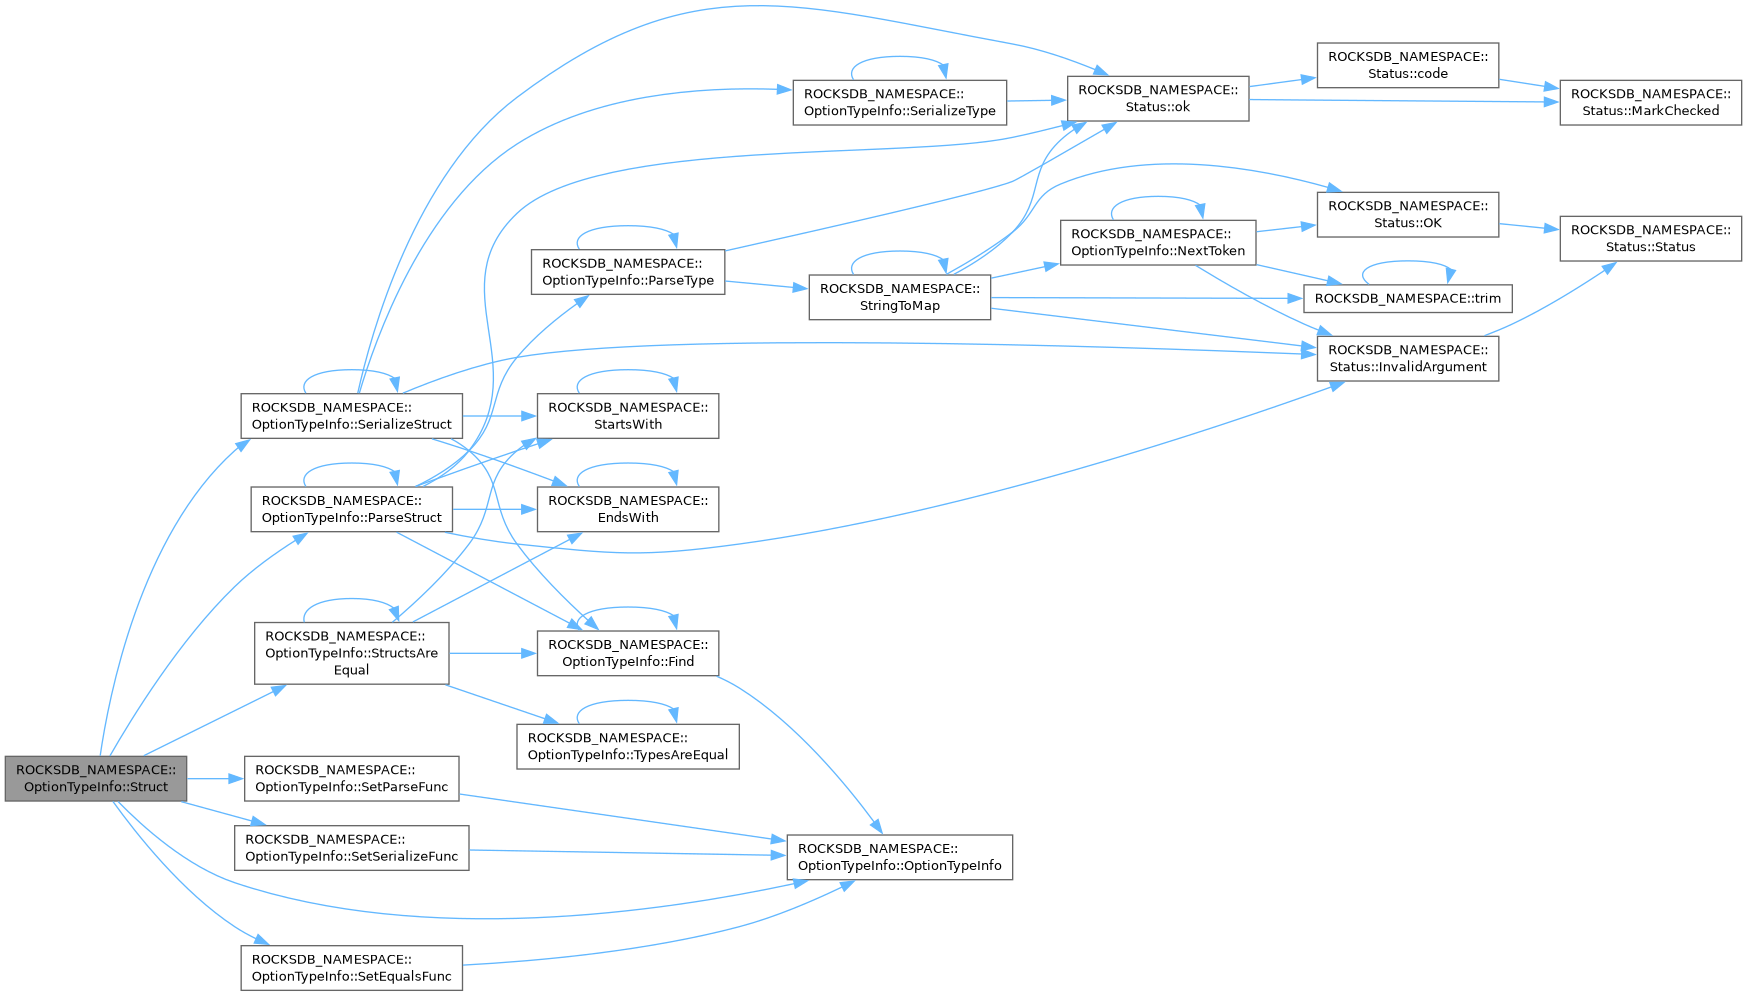 ROCKSDB_NAMESPACE::
Status::code
ROCKSDB_NAMESPACE::
OptionTypeInfo::SerializeType
ROCKSDB_NAMESPACE::
Status::ok
ROCKSDB_NAMESPACE::
Status::MarkChecked
ROCKSDB_NAMESPACE::
Status::OK
ROCKSDB_NAMESPACE::
Status::Status
ROCKSDB_NAMESPACE::
OptionTypeInfo::NextToken
ROCKSDB_NAMESPACE::
OptionTypeInfo::ParseType
ROCKSDB_NAMESPACE::
StringToMap
ROCKSDB_NAMESPACE::trim
ROCKSDB_NAMESPACE::
Status::InvalidArgument
ROCKSDB_NAMESPACE::
OptionTypeInfo::SerializeStruct
ROCKSDB_NAMESPACE::
StartsWith
ROCKSDB_NAMESPACE::
OptionTypeInfo::ParseStruct
ROCKSDB_NAMESPACE::
EndsWith
ROCKSDB_NAMESPACE::
OptionTypeInfo::StructsAre
Equal
ROCKSDB_NAMESPACE::
OptionTypeInfo::Find
ROCKSDB_NAMESPACE::
OptionTypeInfo::TypesAreEqual
ROCKSDB_NAMESPACE::
OptionTypeInfo::Struct
ROCKSDB_NAMESPACE::
OptionTypeInfo::SetParseFunc
ROCKSDB_NAMESPACE::
OptionTypeInfo::SetSerializeFunc
ROCKSDB_NAMESPACE::
OptionTypeInfo::OptionTypeInfo
ROCKSDB_NAMESPACE::
OptionTypeInfo::SetEqualsFunc